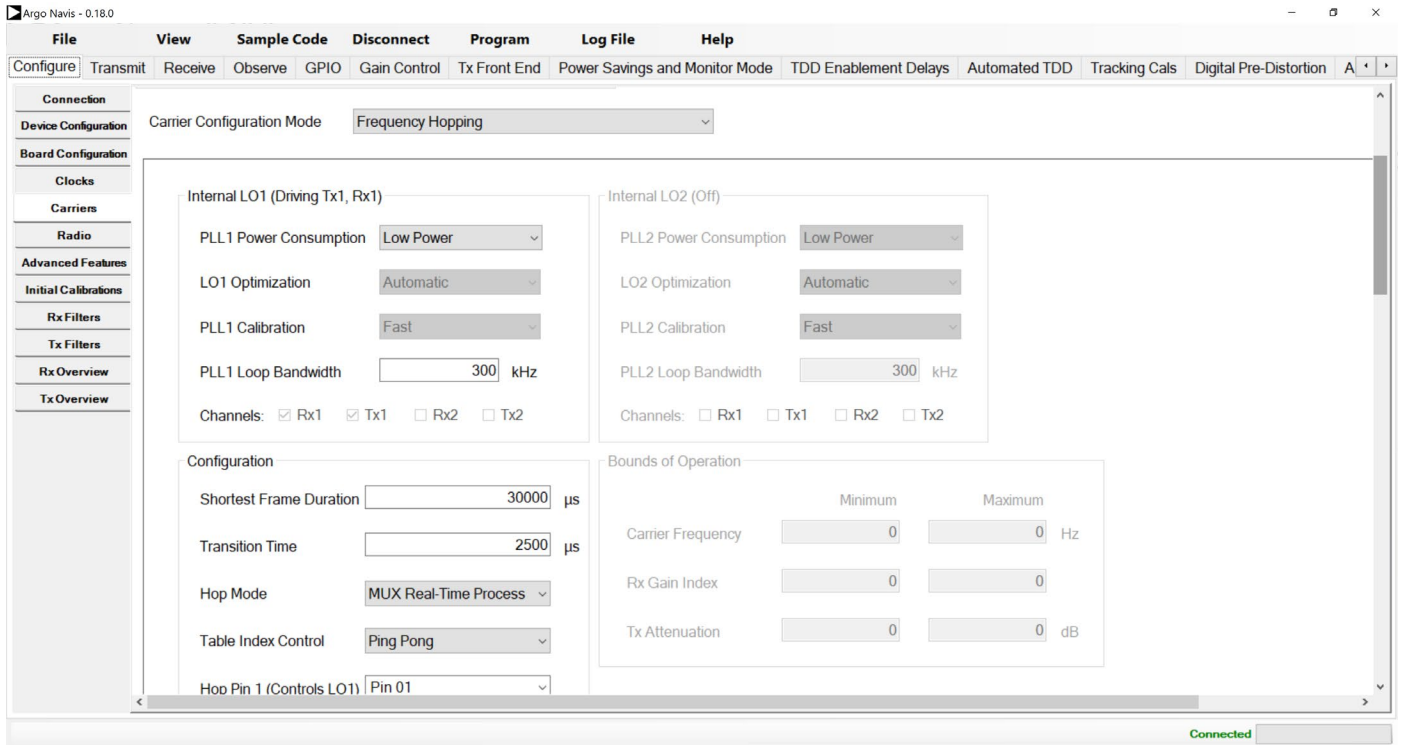 Argo Navis - 0.18.0
File View Sample Code Disconnect Program Log File Help
Configure Transmit Receive Observe GPIO Gain Control Tx Front End Power Savings and Monitor Mode TDD Enablement Delays Automated TDD Tracking Cals Digital Pre-Distortion A
Connection
Device Configuration
Board Configuration
Clocks
Carriers
Radio
Advanced Features
Initial Calibrations
Rx Filters
Tx Filters
Rx Overview
Tx Overview
Carrier Configuration Mode Frequency Hopping
Internal LO1 (Driving Tx1, Rx1)
PLL1 Power Consumption Low Power
LO1 Optimization Automatic
PLL1 Calibration Fast
PLL1 Loop Bandwidth 300 kHz
Channels: Rx1 Tx1 Rx2 Tx2
Internal LO2 (Off)
PLL2 Power Consumption Low Power
LO2 Optimization Automatic
PLL2 Calibration Fast
PLL2 Loop Bandwidth 300 kHz
Channels: Rx1 Tx1 Rx2 Tx2
Configuration
Shortest Frame Duration 30000 µs
Transition Time 2500 µs
Hop Mode MUX Real-Time Process
Table Index Control Ping Pong
Hop Pin 1 (Controls LO1) Pin 01
Bounds of Operation
Minimum Maximum
Carrier Frequency 0 0 Hz
Rx Gain Index 0 0
Tx Attenuation 0 0 dB
Connected